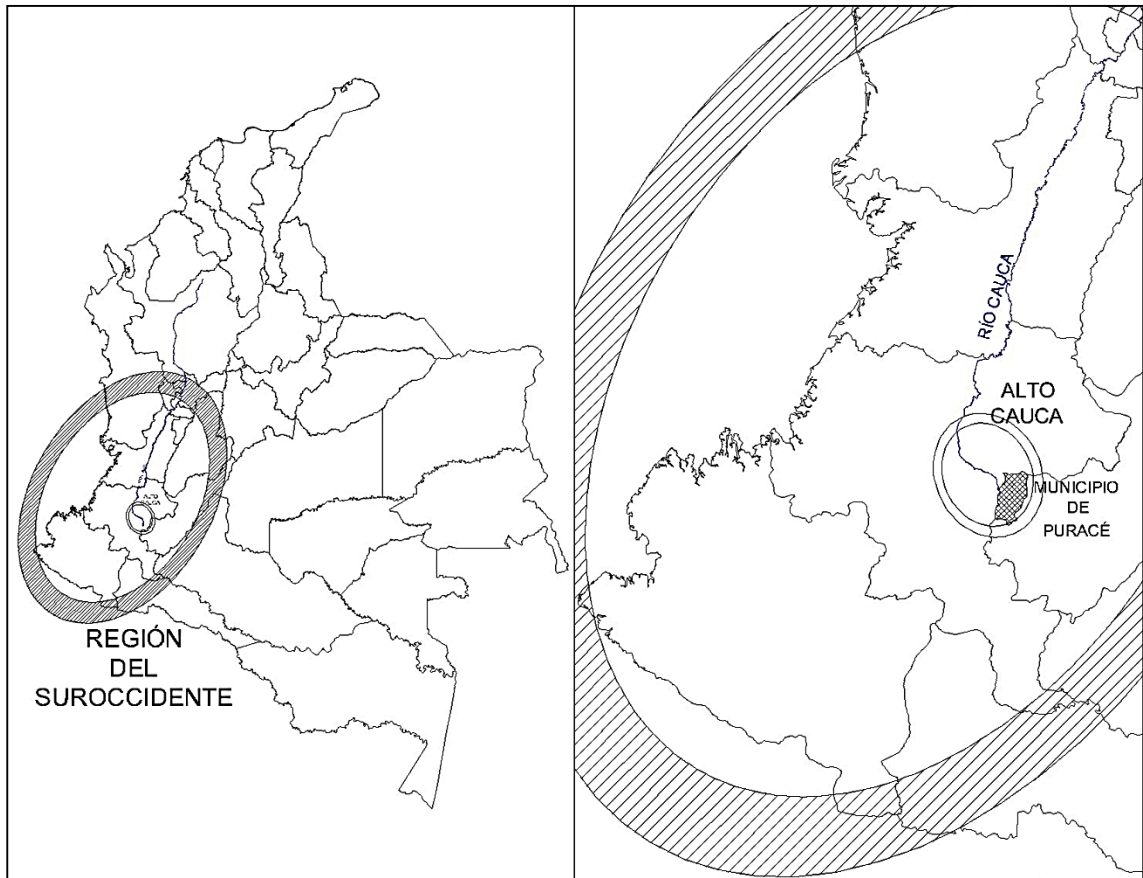 REGIÓN
DEL
SUROCCIDENTE
RÍO CAUCA
ALTO
CAUCA
MUNICIPIO
DE
PURACÉ